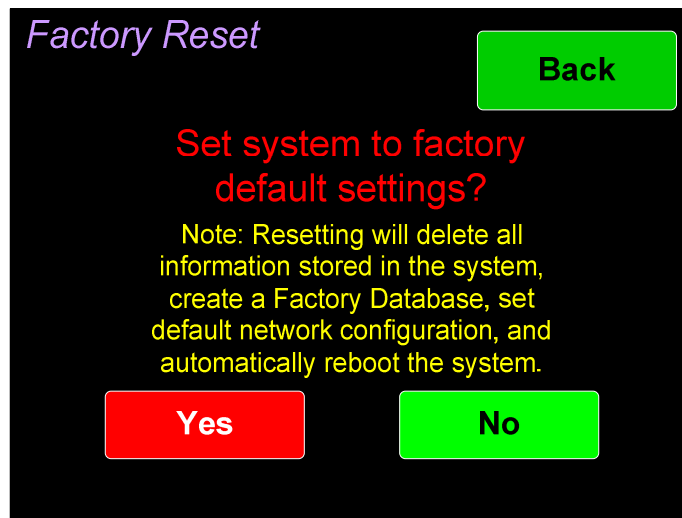 Factory Reset
Back
Set system to factory
default settings?
Note: Resetting will delete all
information stored in the system,
create a Factory Database, set
default network configuration, and
automatically reboot the system.
Yes
No